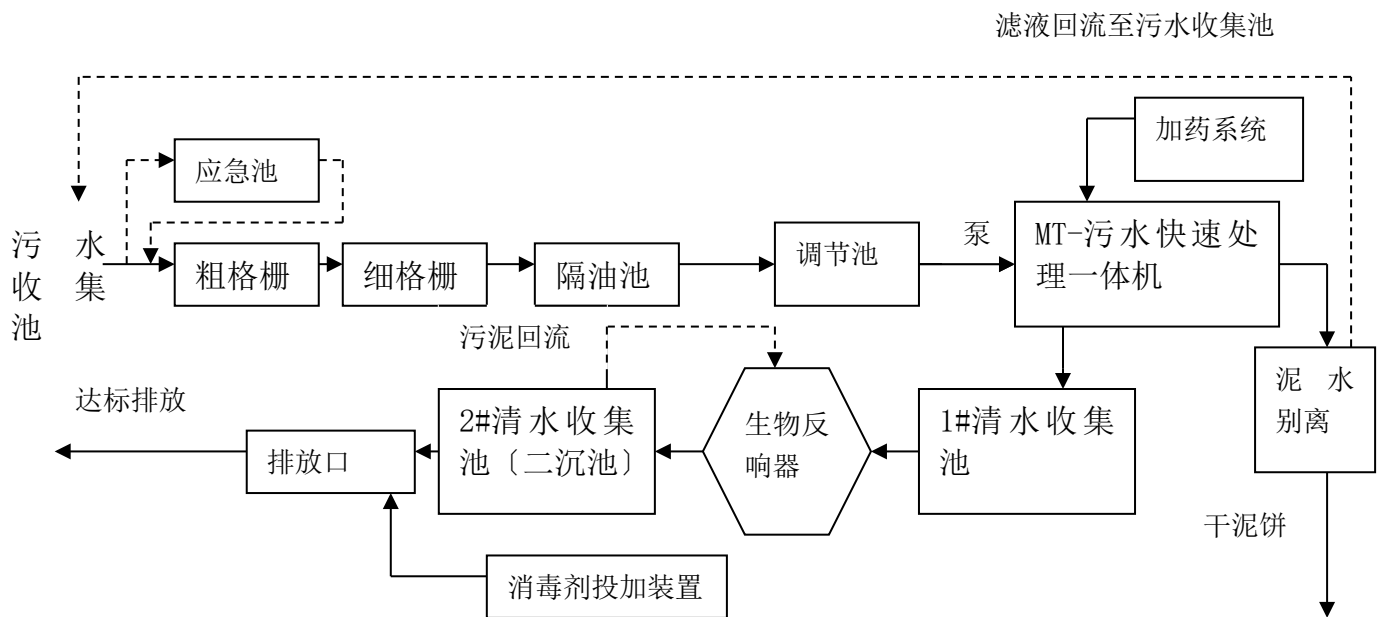 滤液回流至污水收集池
加药系统
应急池
污 水
收 集
池
粗格栅
细格栅
隔油池
调节池
泵
MT-污水快速处
理一体机
污泥回流
达标排放
排放口
2#清水收集
池〔二沉池〕
生物反
响器
1#清水收集
池
泥 水
别离
干泥饼
消毒剂投加装置